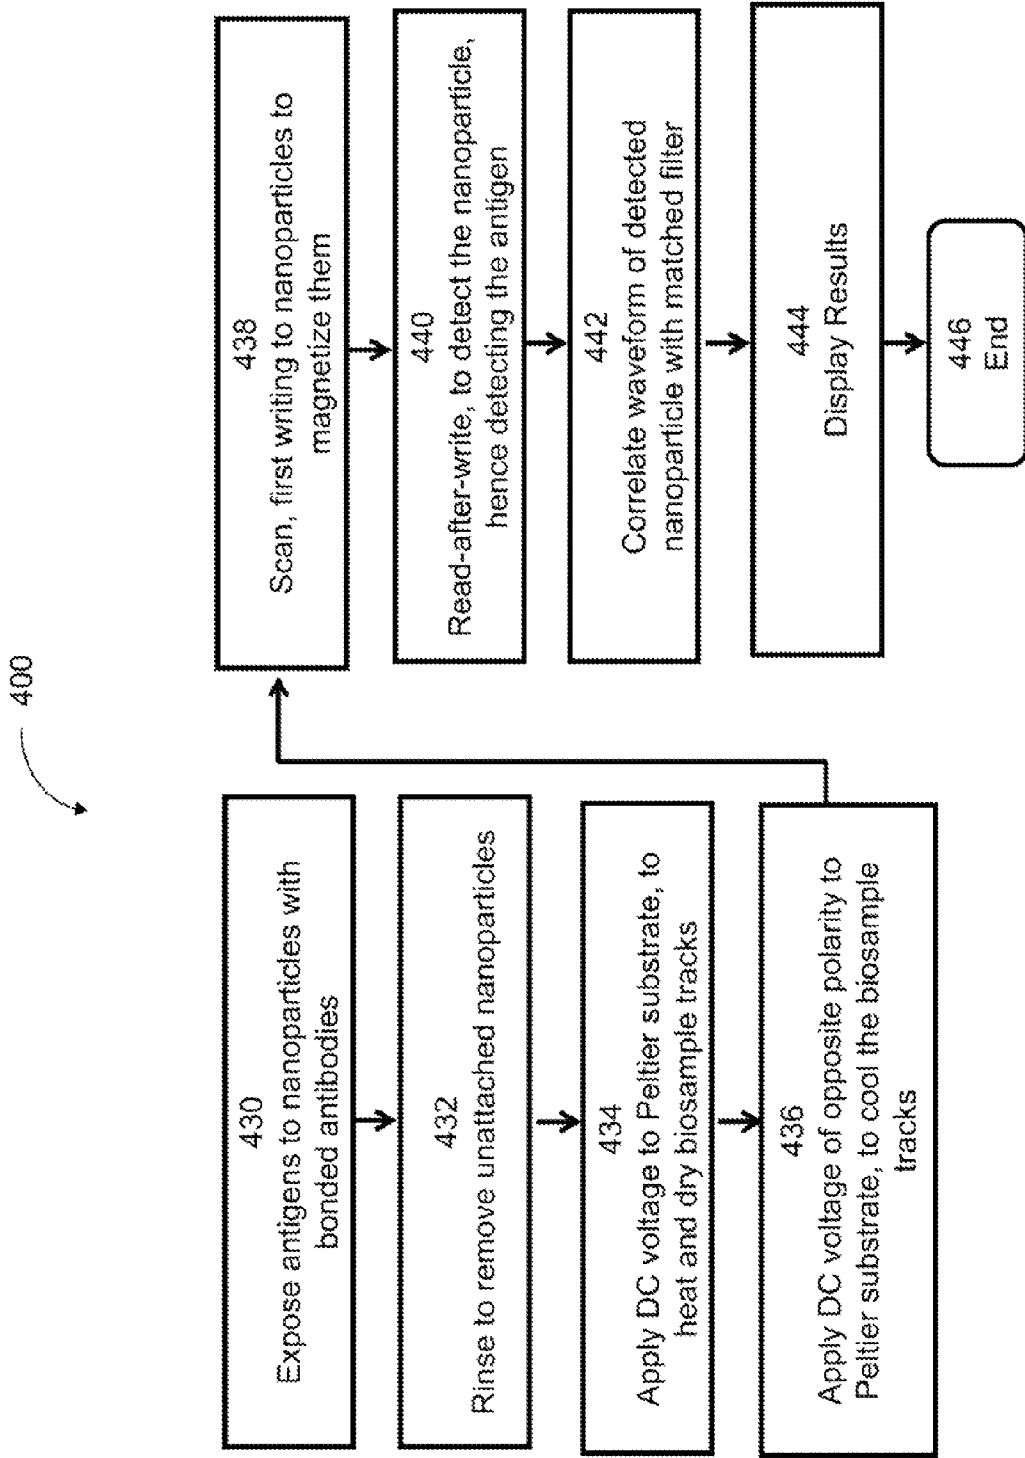 400
430
Expose antigens to nanoparticles with
bonded antibodies
432
Rinse to remove unattached nanoparticles
434
Apply DC voltage to Peltier substrate, to
heat and dry biosample tracks
436
Apply DC voltage of opposite polarity to
Peltier substrate, to cool the biosample
tracks
438
Scan, first writing to nanoparticles to
magnetize them
440
Read-after-write, to detect the nanoparticle,
hence detecting the antigen
442
Correlate waveform of detected
nanoparticle with matched filter
444
Display Results
446
End